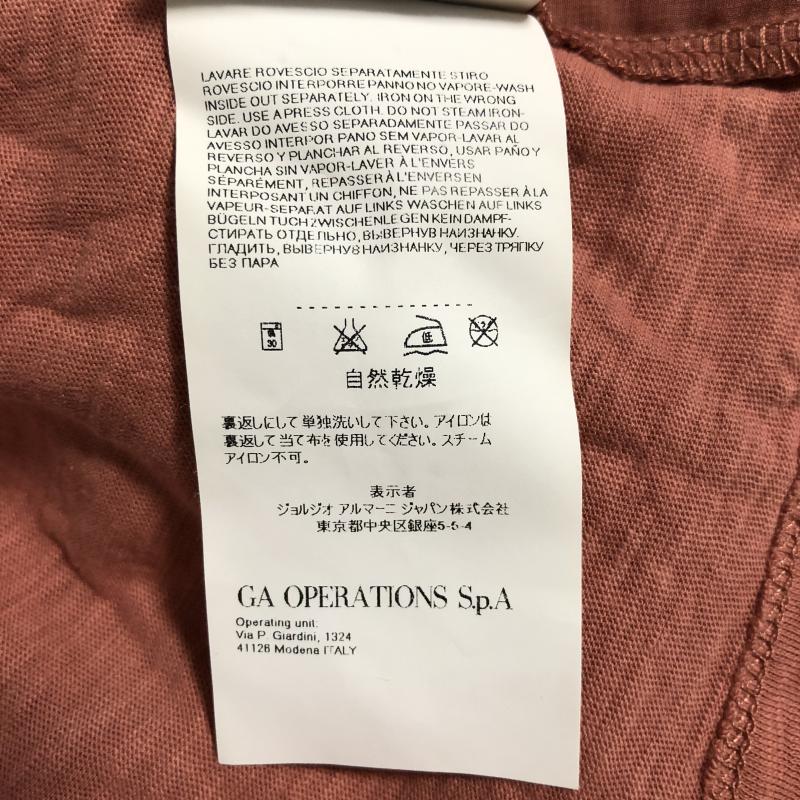 LAVARE ROVESCIO SEPARATAMENTE STIRO
ROVESCIO INTERPORRE PANNO NO VAPORE-WASH
INSIDE OUT SEPARATELY. IRON ON THE WRONG
SIDE. USE A PRESS CLOTH. DO NOT STEAM IRON-
LAVAR DO AVESSO SEPARADAMENTE PASSAR DO
AVESSO INTERPOR PANO SEM VAPOR-LAVAR AL
REVERSO Y PLANCHAR AL REVERSO, USAR PAÑO Y
PLANCHA SIN VAPOR-LAVER À L'ENVERS
SÉPARÉMENT, REPASSER À L'ENVERS EN
INTERPOSANT UN CHIFFON, NE PAS REPASSER À LA
VAPEUR-SEPARAT AUF LINKS WASCHEN AUF LINKS
BÜGELN TUCH ZWISCHENLEGEN KEIN DAMPF-
СТИРАТЬ ОТДЕЛЬНО, ВЫВЕРНУВ НАИЗНАНКУ.
ГЛАДИТЬ, ВЫВЕРНУВ НАИЗНАНКУ, ЧЕРЕЗ ТРЯПКУ
БЕЗ ПАРА
30 低
自然乾燥
裏返しにして単独洗いして下さい。アイロンは
裏返して当て布を使用してください。スチーム
アイロン不可。
表示者
ジョルジオ アルマーニ ジャパン株式会社
東京都中央区銀座5-5-4
GA OPERATIONS S.p.A
Operating unit:
Via P. Giardini, 1324
41126 Modena ITALY